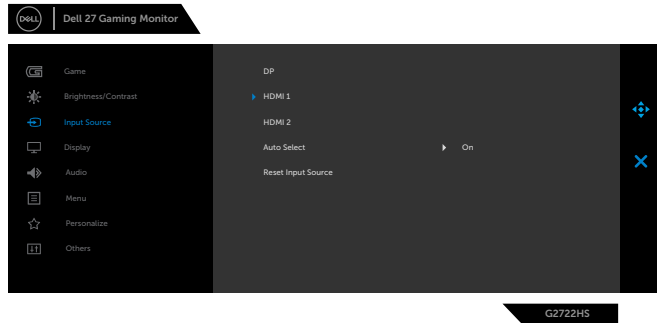 DELL
Dell 27 Gaming Monitor
Game
DP
Brightness/Contrast
HDMI 1
Input Source
HDMI 2
Display
Auto Select
On
Audio
Reset Input Source
Menu
Personalize
Others
G2722HS